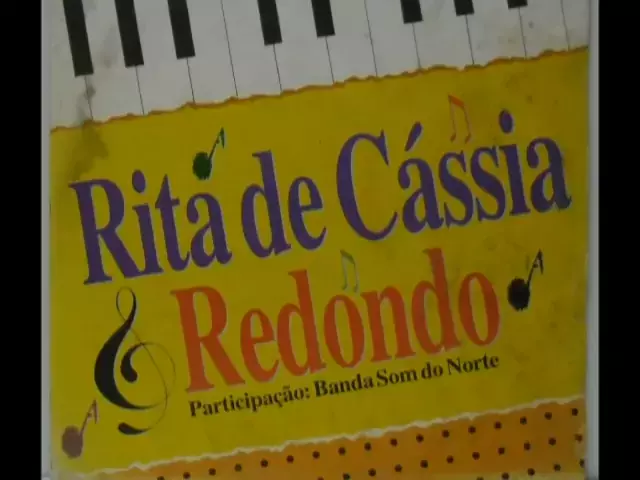 Rita de Cássia
& Redondo
Participação: Banda Som do Norte